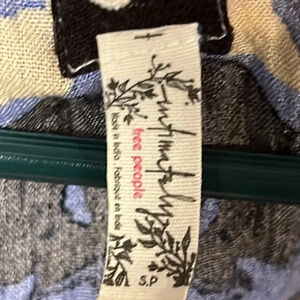 intimately
free people
Made in India · Fabriqué en Inde
S.P